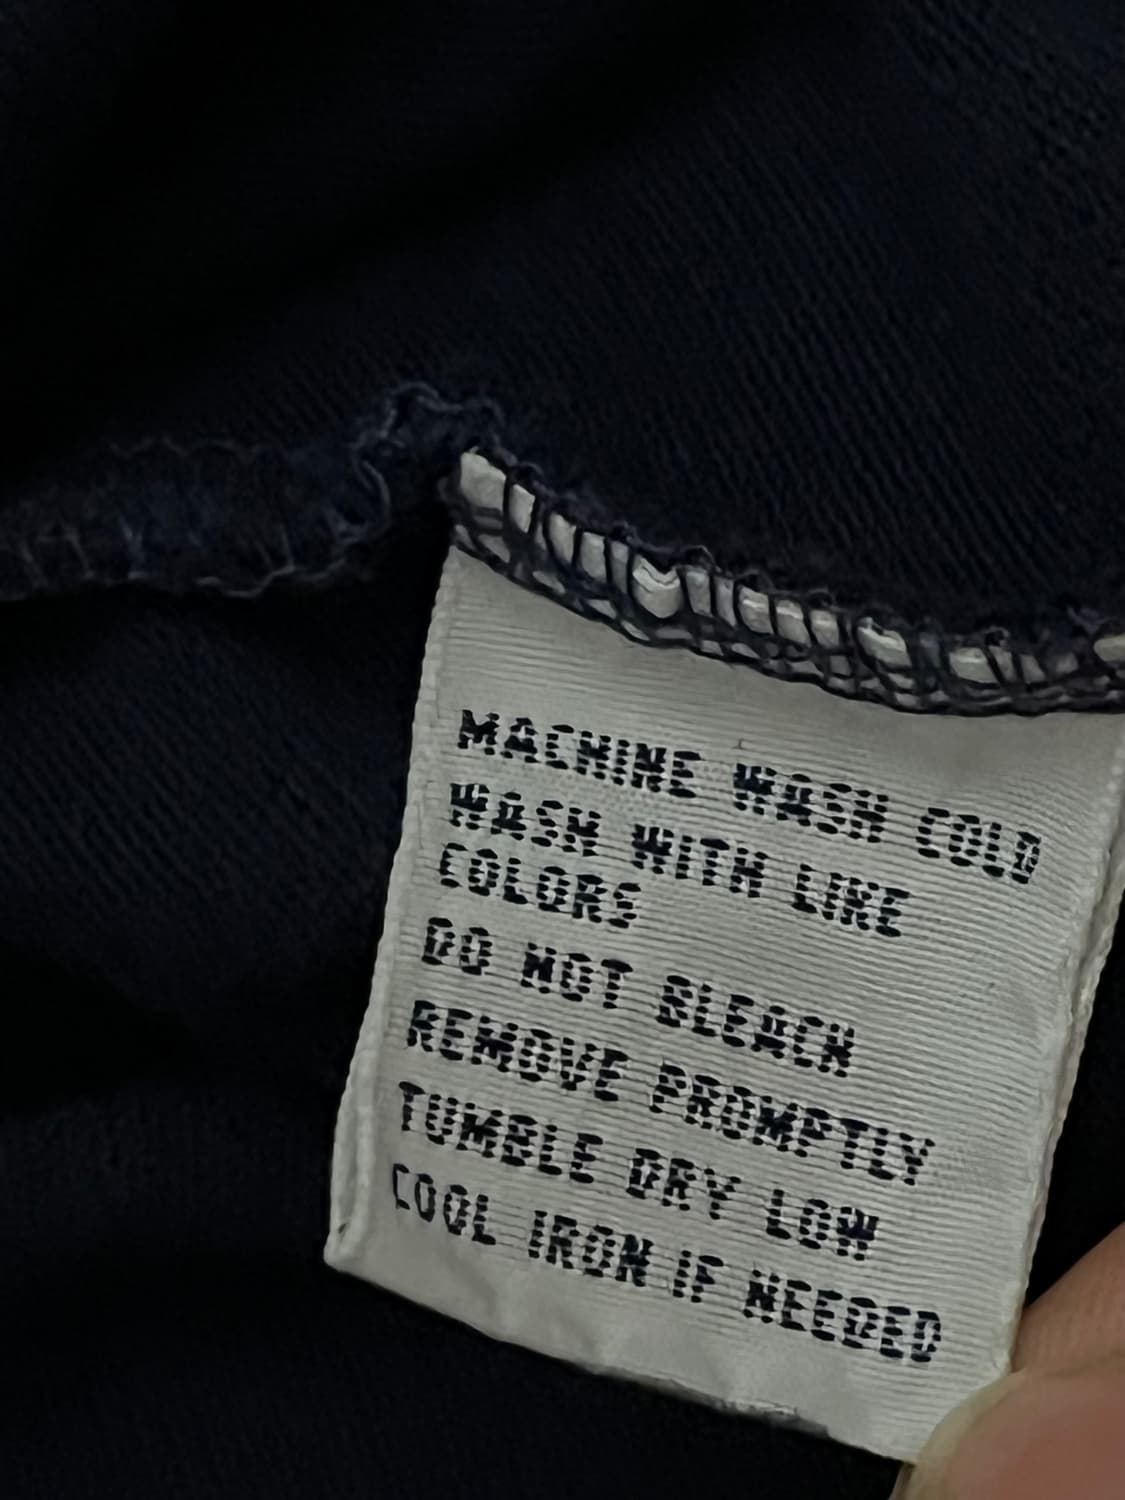 MACHINE WASH COLD
WASH WITH LIKE
COLORS
DO NOT BLEACH
REMOVE PROMPTLY
TUMBLE DRY LOW
COOL IRON IF NEEDED